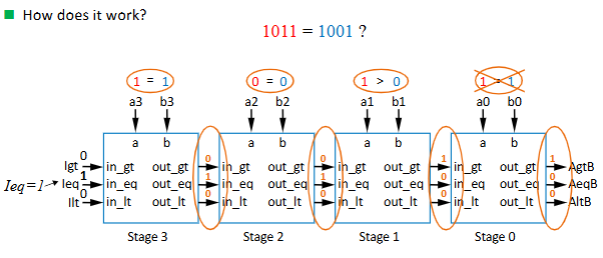 How does it work?
1011 = 1001 ?
1 = 1 0 = 0 1 > 0 1 = 1
a3 b3 a2 b2 a1 b1 a0 b0
a b a b a b a b
0 0 0 1 1
Igt in_gt out_gt in_gt out_gt in_gt out_gt in_gt out_gt AgtB
1 1 1 0 0
Ieq=1 Ieq in_eq out_eq in_eq out_eq in_eq out_eq in_eq out_eq AeqB
0 0 0 0 0
Ilt in_lt out_lt in_lt out_lt in_lt out_lt in_lt out_lt AltB
Stage 3 Stage 2 Stage 1 Stage 0